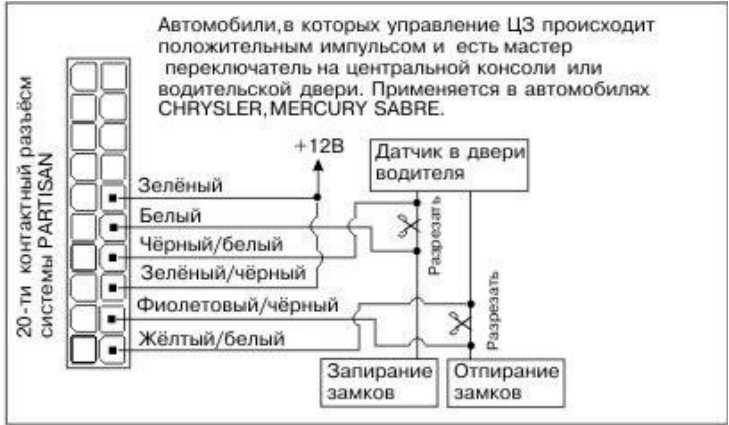 Автомобили,в которых управление ЦЗ происходит
положительным импульсом и есть мастер
переключатель на центральной консоли или
водительской двери. Применяется в автомобилях
CHRYSLER,MERCURY SABRE.
20-ти контактный разъёсм
системы PARTISAN
+12В
Датчик в двери
водителя
Зелёный
Белый
Чёрный/белый
Зелёный/чёрный
Фиолетовый/чёрный
Жёлтый/белый
Разрезать
Разрезать
Запирание
замков
Отпирание
замков